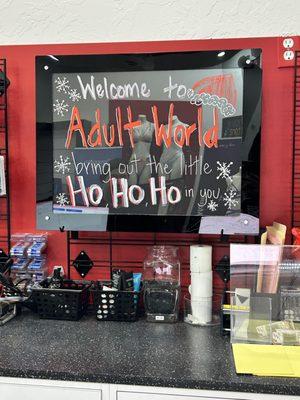 Welcome to
Adult World
bring out the little
Ho, Ho, Ho in you.